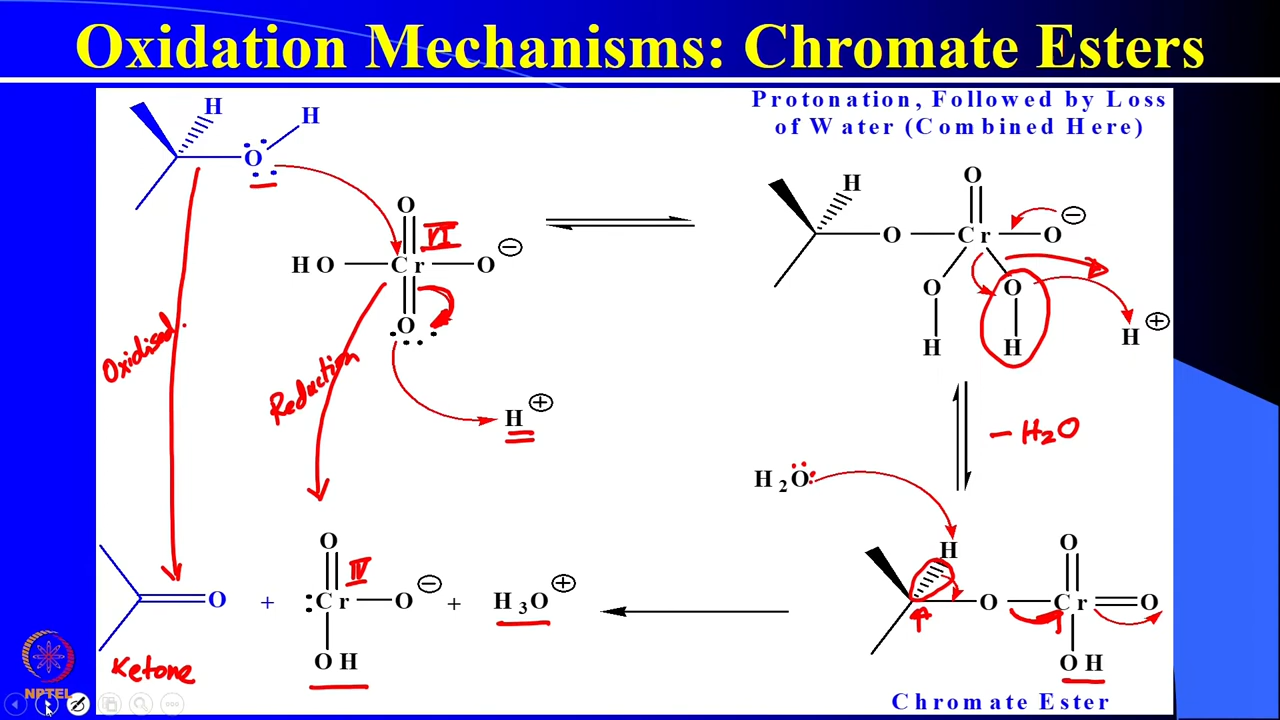 Oxidation Mechanisms: Chromate Esters
Protonation, Followed by Loss
of Water (Combined Here)
H
H
O
O
VI
HO Cr O ⊖
O
H ⊕
Oxidised
Reduction
H
O
O Cr O ⊖
O O
H H
H ⊕
- H2O
H2O
H
O
O Cr O
OH
Chromate Ester
O
IV
O + Cr O ⊖ + H3O ⊕
OH
Ketone
NPTEL